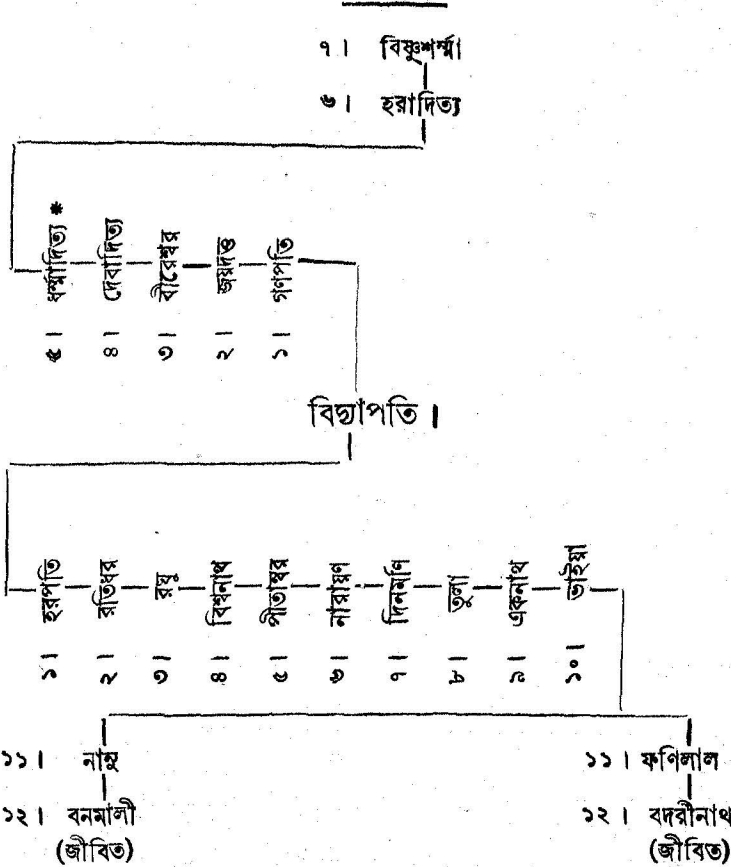 ৭। বিষ্ণুশর্ম্মা
৬। হরাদিত্য
৫। ধর্ম্মাদিত্য *
৪। দেবাদিত্য
৩। বীরেশ্বর
২। জয়দত্ত
১। গণপতি
বিদ্যাপতি।
১। হরপতি
২। রতিধর
৩। রঘু
৪। বিশ্বনাথ
৫। পীতাম্বর
৬। নারায়ণ
৭। দিনমণি
৮। তুলা
৯। একনাথ
১০। ভাইয়া
১১। নান্নু
১১। ফণিলাল
১২। বনমালী
(জীবিত)
১২। বদরীনাথ
(জীবিত)